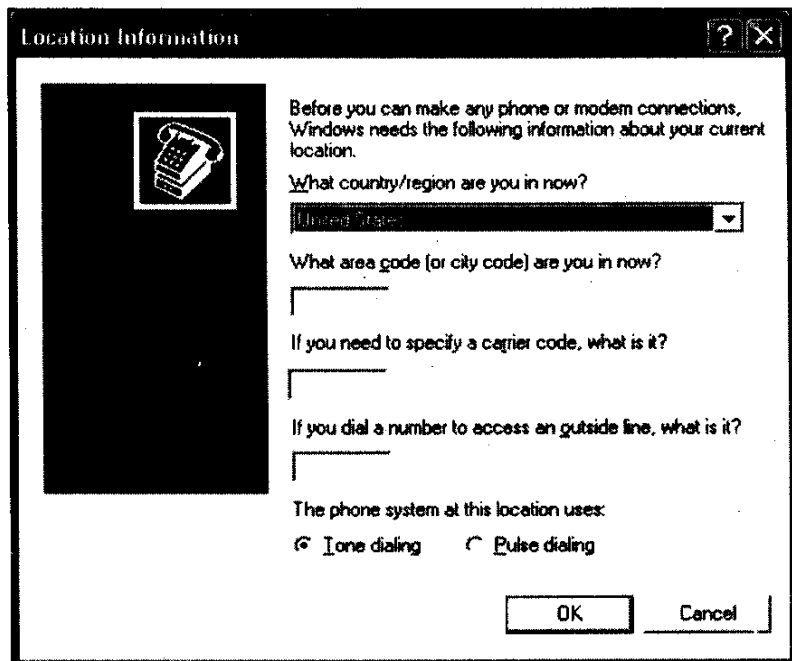 Location Information
Before you can make any phone or modem connections,
Windows needs the following information about your current
location.
What country/region are you in now?
United States
What area code (or city code) are you in now?
If you need to specify a carrier code, what is it?
If you dial a number to access an outside line, what is it?
The phone system at this location uses:
Tone dialing Pulse dialing
OK Cancel